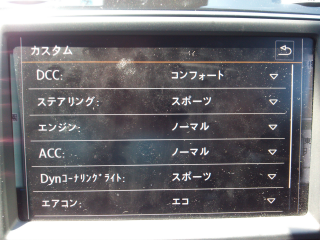 カスタム
DCC: コンフォート
ステアリング: スポーツ
エンジン: ノーマル
ACC: ノーマル
Dynコーナリングライト: スポーツ
エアコン: エコ